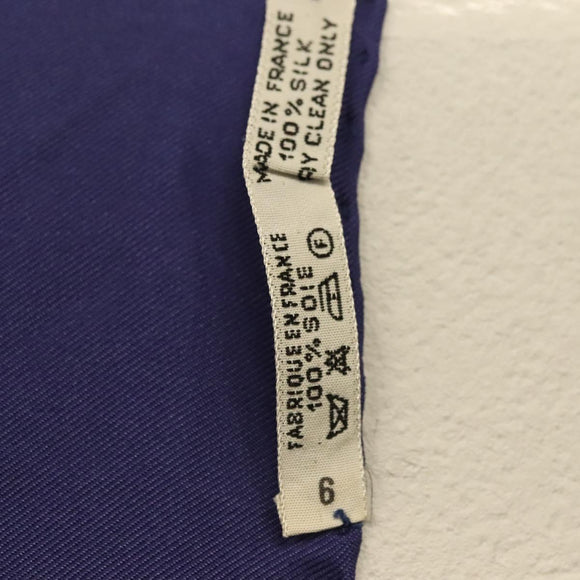 MADE IN FRANCE
100% SILK
RY CLEAN ONLY
FABRIQUE EN FRANCE
100% SOIE
F
6